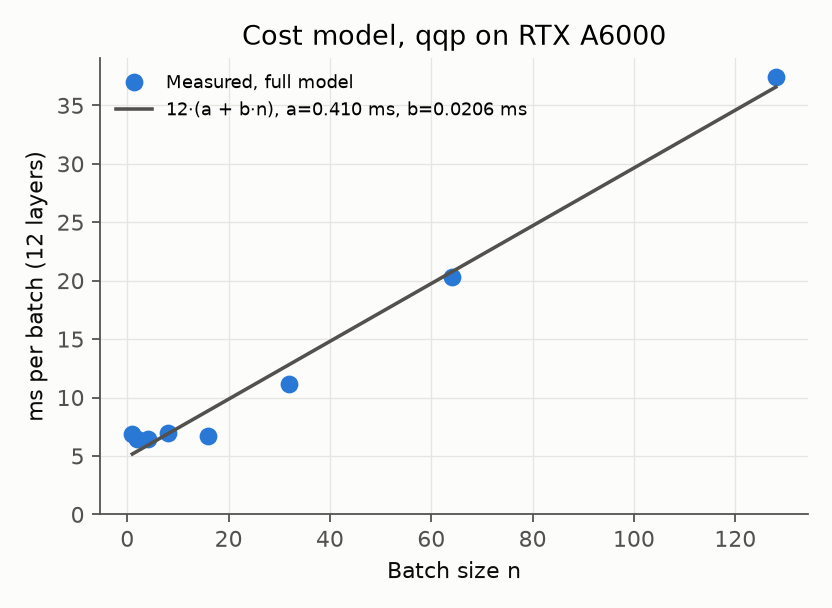 Cost model, qqp on RTX A6000
Measured, full model
12·(a + b·n), a=0.410 ms, b=0.0206 ms
ms per batch (12 layers)
35
30
25
20
15
10
5
0
0 20 40 60 80 100 120
Batch size n